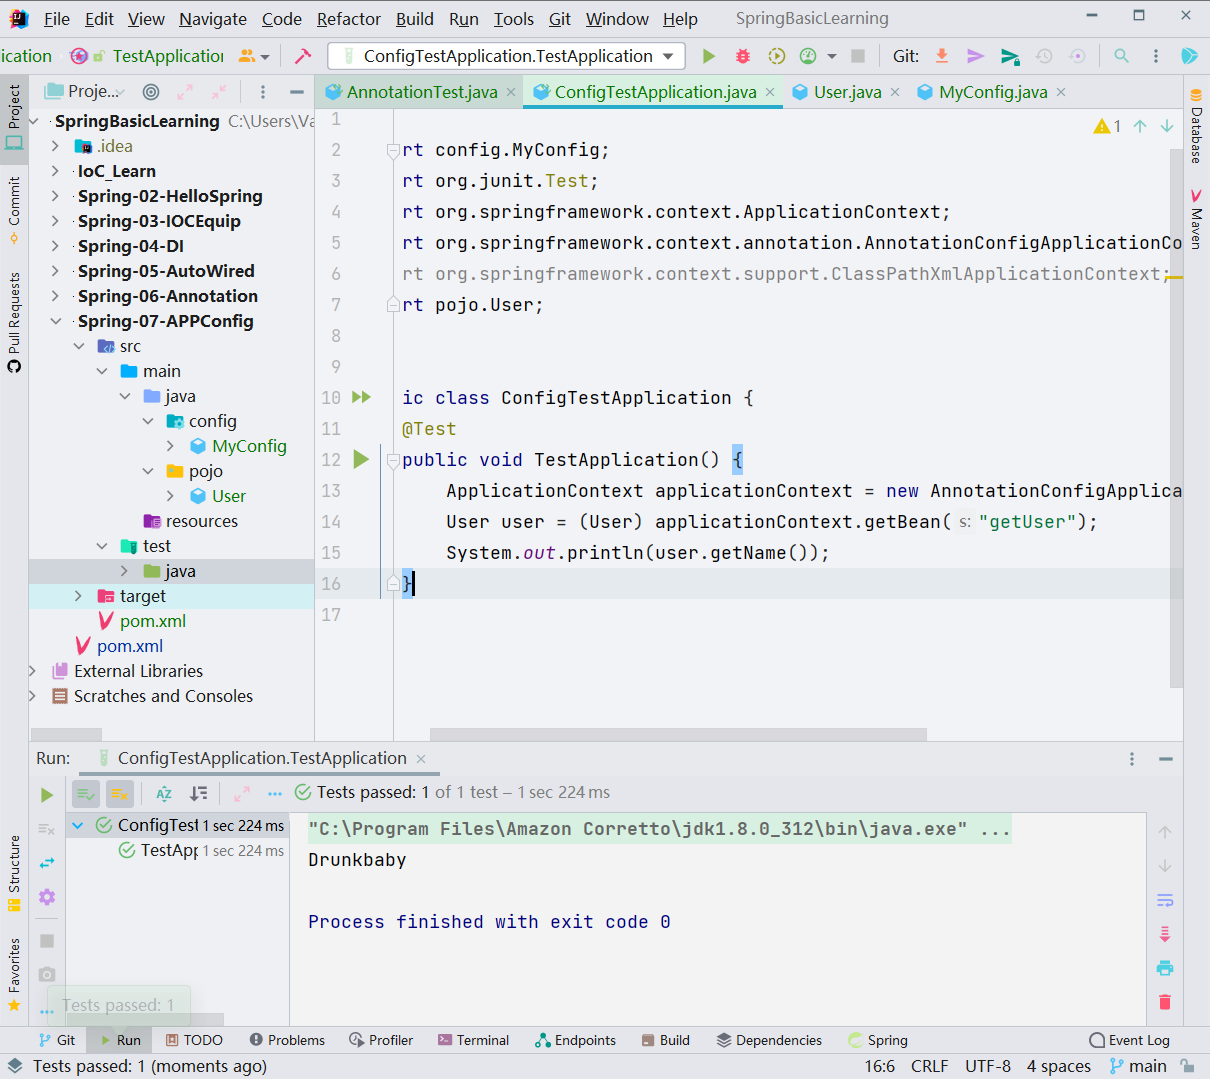 File Edit View Navigate Code Refactor Build Run Tools Git Window Help SpringBasicLearning
ication TestApplication ConfigTestApplication.TestApplication Git:
Project
Commit
Pull Requests
Structure
Favorites
Proje...
SpringBasicLearning C:\Users\Va
.idea
IoC_Learn
Spring-02-HelloSpring
Spring-03-IOCEquip
Spring-04-DI
Spring-05-AutoWired
Spring-06-Annotation
Spring-07-APPConfig
src
main
java
config
MyConfig
pojo
User
resources
test
java
target
pom.xml
pom.xml
External Libraries
Scratches and Consoles
AnnotationTest.java ConfigTestApplication.java User.java MyConfig.java
1
1
2 rt config.MyConfig;
3 rt org.junit.Test;
4 rt org.springframework.context.ApplicationContext;
5 rt org.springframework.context.annotation.AnnotationConfigApplicationCo
6 rt org.springframework.context.support.ClassPathXmlApplicationContext;
7 rt pojo.User;
8
9
10 ic class ConfigTestApplication {
11 @Test
12 public void TestApplication() {
13 ApplicationContext applicationContext = new AnnotationConfigApplica
14 User user = (User) applicationContext.getBean( s: "getUser");
15 System.out.println(user.getName());
16 }
17
Database
Maven
Run: ConfigTestApplication.TestApplication
Tests passed: 1 of 1 test – 1 sec 224 ms
ConfigTest 1 sec 224 ms
TestApp 1 sec 224 ms
"C:\Program Files\Amazon Corretto\jdk1.8.0_312\bin\java.exe" ...
Drunkbaby
Process finished with exit code 0
Tests passed: 1
Git Run TODO Problems Profiler Terminal Endpoints Build Dependencies Spring Event Log
Tests passed: 1 (moments ago) 16:6 CRLF UTF-8 4 spaces main